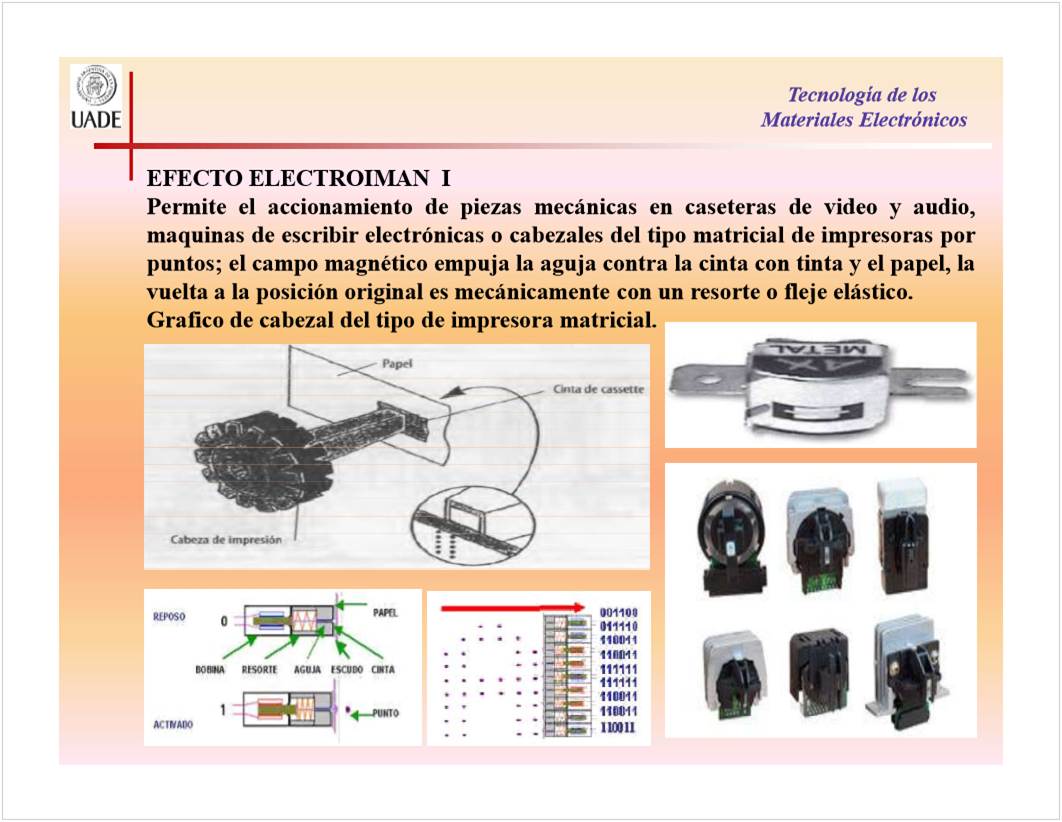 UADE
Tecnología de los
Materiales Electrónicos
EFECTO ELECTROIMAN I
Permite el accionamiento de piezas mecánicas en caseteras de video y audio,
maquinas de escribir electrónicas o cabezales del tipo matricial de impresoras por
puntos; el campo magnético empuja la aguja contra la cinta con tinta y el papel, la
vuelta a la posición original es mecánicamente con un resorte o fleje elástico.
Grafico de cabezal del tipo de impresora matricial.
Papel
Cinta de cassette
Cabeza de impresión
AX
METAL
REPOSO
0
PAPEL
BOBINA RESORTE AGUJA ESCUDO CINTA
1
PUNTO
ACTIVADO
001100
011110
110011
110011
111111
111111
110011
110011
110011